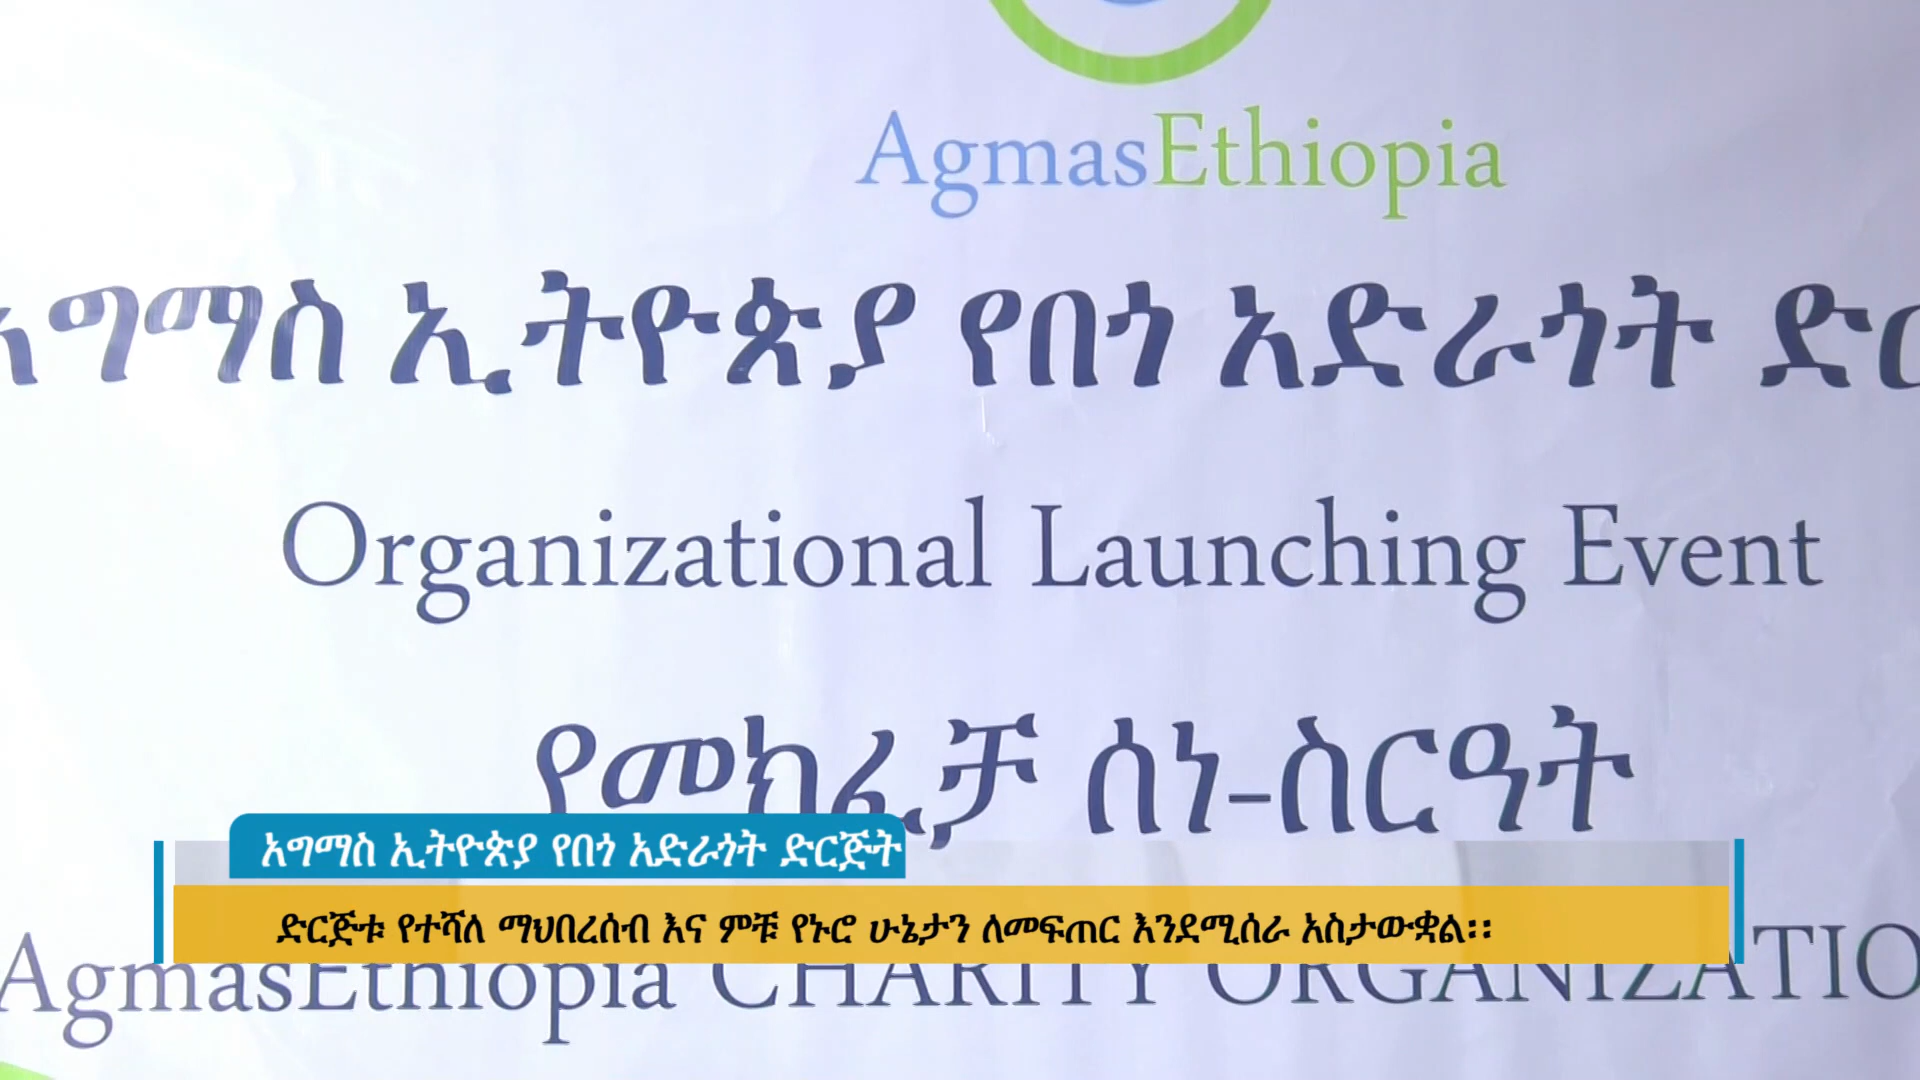 AgmasEthiopia
አግማስ ኢትዮጵያ የበጎ አድራጎት
Organizational Launching Event
የመክፈቻ ሰነ-ስርዓት
አግማስ ኢትዮጵያ የበጎ አድራጎት ድርጅት
ድርጅቱ የተሻለ ማህበረሰብ እና ምቹ የኑሮ ሁኔታን ለመፍጠር እንደሚሰራ አስታውቋል፡፡
AgmasEthiopia CHARITY